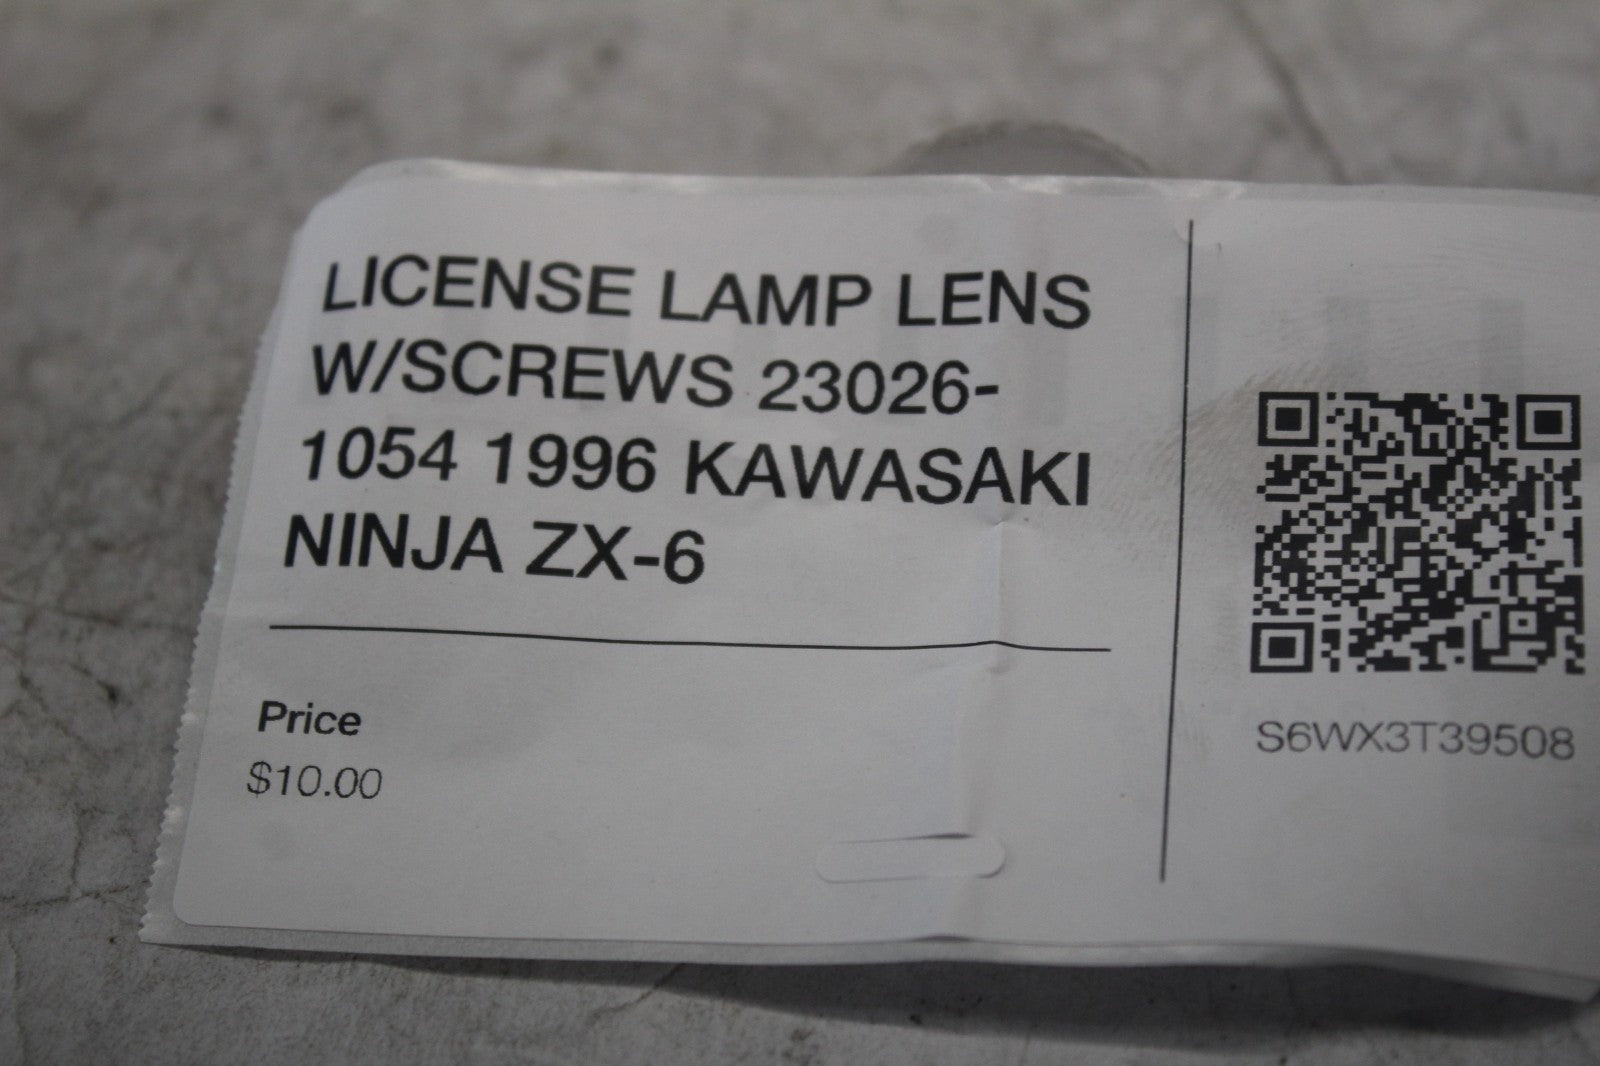 LICENSE LAMP LENS
W/SCREWS 23026-
1054 1996 KAWASAKI
NINJA ZX-6
Price
$10.00
S6WX3T39508